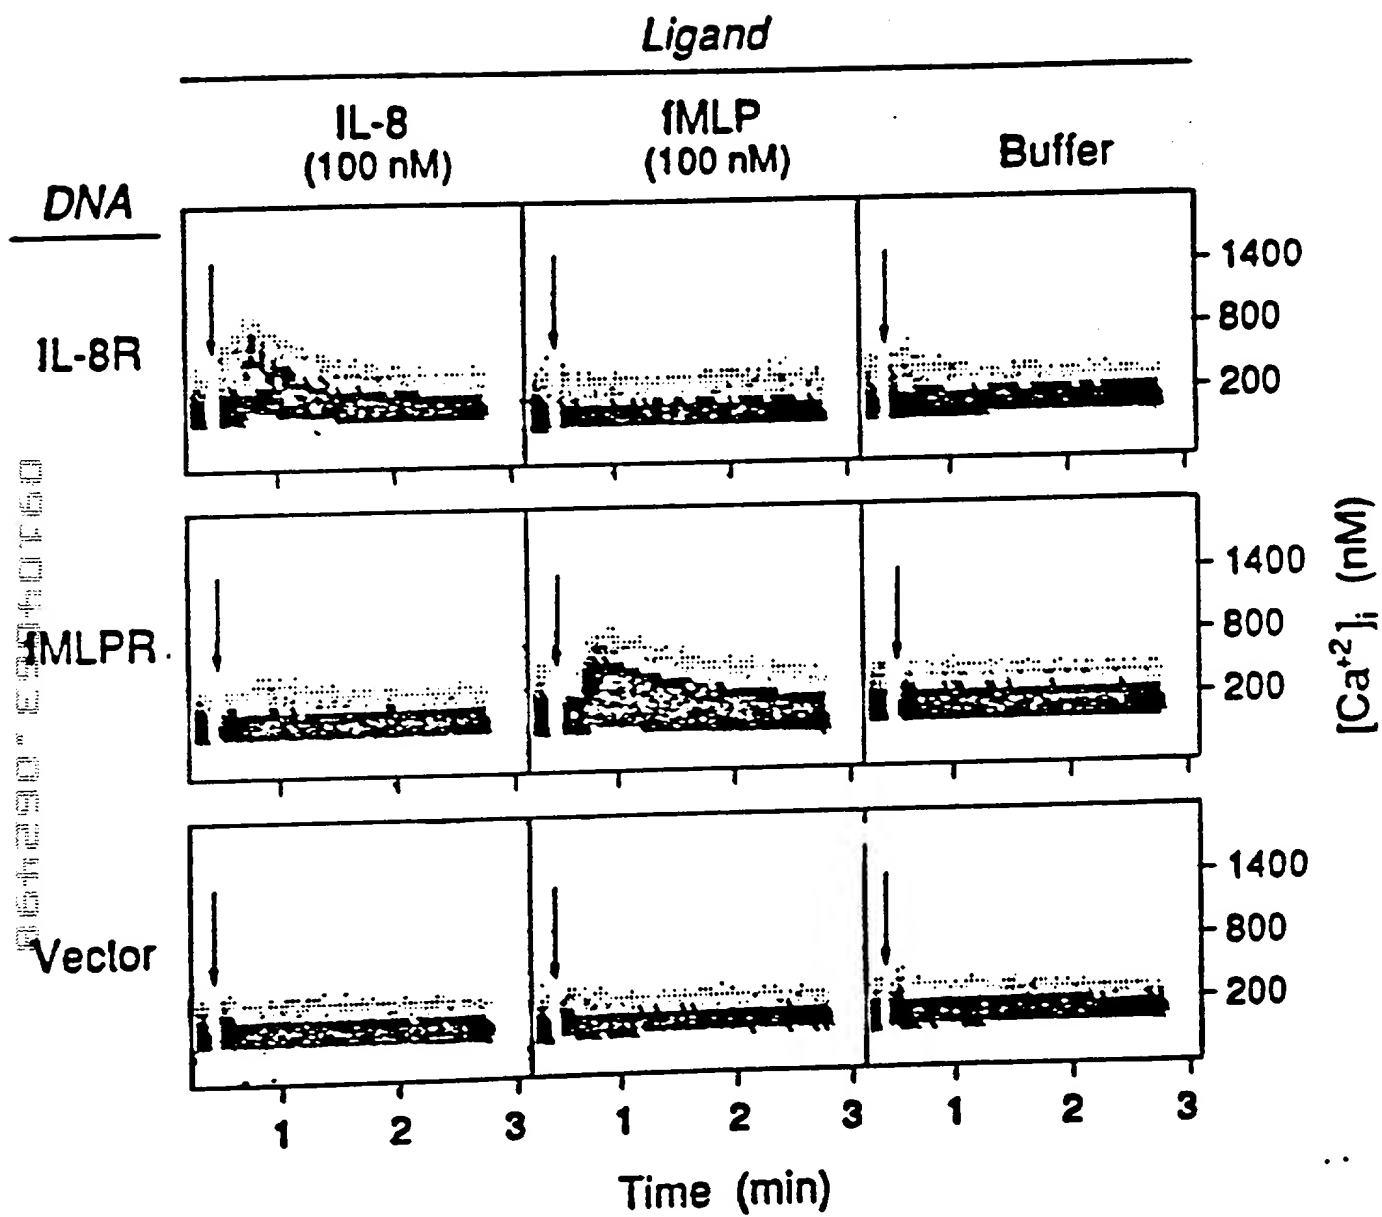 Ligand
IL-8
(100 nM)
fMLP
(100 nM)
Buffer
DNA
IL-8R
1400
800
200
fMLPR
1400
800
200
[Ca+2]i (nM)
Vector
1400
800
200
1 2 3 1 2 3 1 2 3
Time (min)